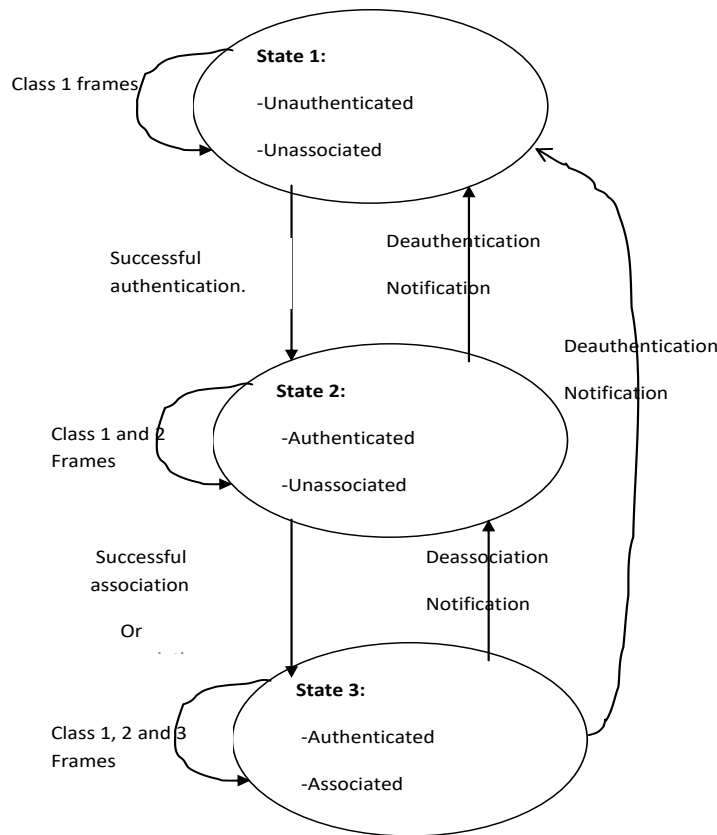 State 1:
Class 1 frames
-Unauthenticated
-Unassociated
Successful
authentication.
Deauthentication
Notification
Deauthentication
Notification
State 2:
Class 1 and 2
Frames
-Authenticated
-Unassociated
Successful
association
Or
Deassociation
Notification
State 3:
Class 1, 2 and 3
Frames
-Authenticated
-Associated